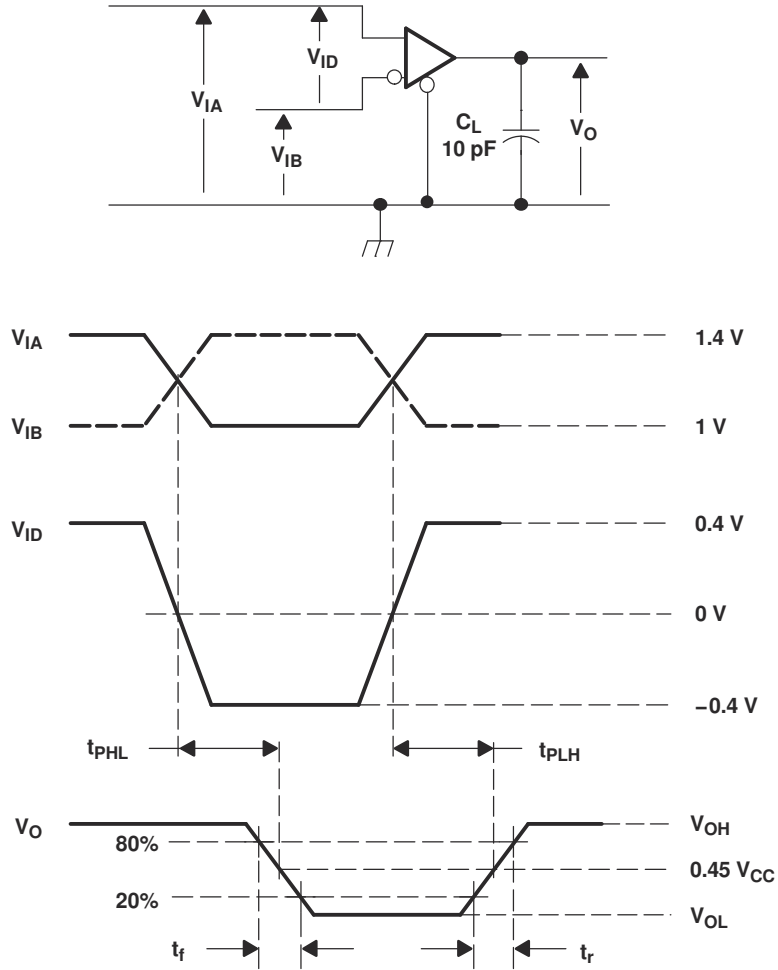 V_ID
V_IA
V_IB
C_L
10 pF
V_O
V_IA
1.4 V
V_IB
1 V
V_ID
0.4 V
0 V
−0.4 V
t_PHL
t_PLH
V_O
V_OH
80%
0.45 V_CC
20%
V_OL
t_f
t_r